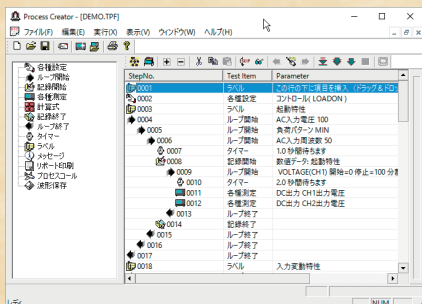 Process Creator - [DEMO.TPF]
ファイル(F) 編集(E) 実行(X) 表示(V) ウィンドウ(W) ヘルプ(H)
各種設定
ループ開始
記録開始
各種測定
計算式
記録終了
ループ終了
タイマー
ラベル
メッセージ
リポート印刷
プロセスコール
波形保存
StepNo. Test Item Parameter
0001 ラベル この行の下に項目を挿入 (ドラッグ&ドロ
0002 各種設定 コントロール( LOADON )
0003 ラベル 起動特性
0004 ループ開始 AC入力電圧 100
0005 ループ開始 負荷パターン MIN
0006 ループ開始 AC入力周波数 50
0007 タイマー 1.0 秒間待ちます
0008 記録開始 数値データ: 起動特性
0009 ループ開始 VOLTAGE(CH1) 開始=0 停止=100 分割
0010 タイマー 2.0 秒間待ちます
0011 各種測定 DC出力 CH1出力電圧
0012 各種測定 DC出力 CH2出力電圧
0013 ループ終了
0014 記録終了
0015 ループ終了
0016 ループ終了
0017 ループ終了
0018 ラベル 入力変動特性
レディ NUM